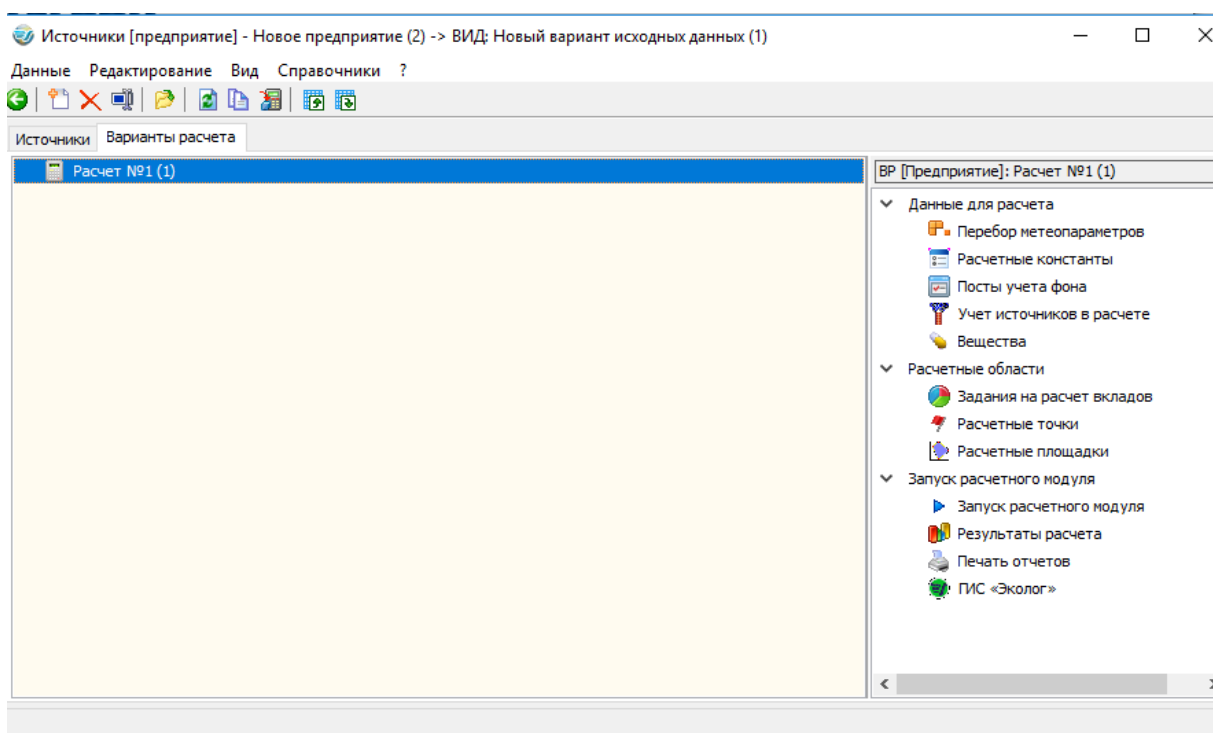 Источники [предприятие] - Новое предприятие (2) -> ВИД: Новый вариант исходных данных (1)
Данные Редактирование Вид Справочники ?
Источники Варианты расчета
Расчет №1 (1)
ВР [Предприятие]: Расчет №1 (1)
Данные для расчета
Перебор метеопараметров
Расчетные константы
Посты учета фона
Учет источников в расчете
Вещества
Расчетные области
Задания на расчет вкладов
Расчетные точки
Расчетные площадки
Запуск расчетного модуля
Запуск расчетного модуля
Результаты расчета
Печать отчетов
ГИС «Эколог»